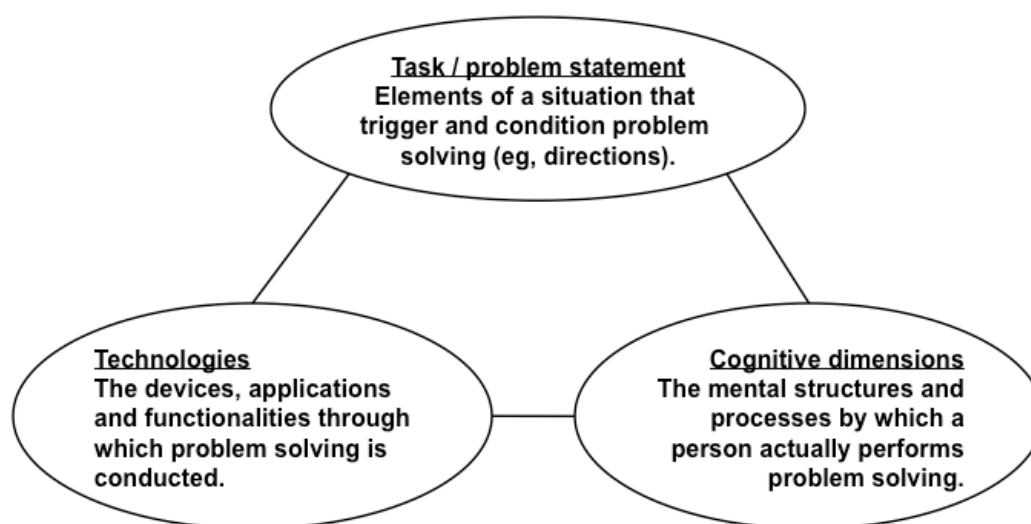 Task / problem statement
Elements of a situation that
trigger and condition problem
solving (eg, directions).
Technologies
The devices, applications
and functionalities through
which problem solving is
conducted.
Cognitive dimensions
The mental structures and
processes by which a
person actually performs
problem solving.